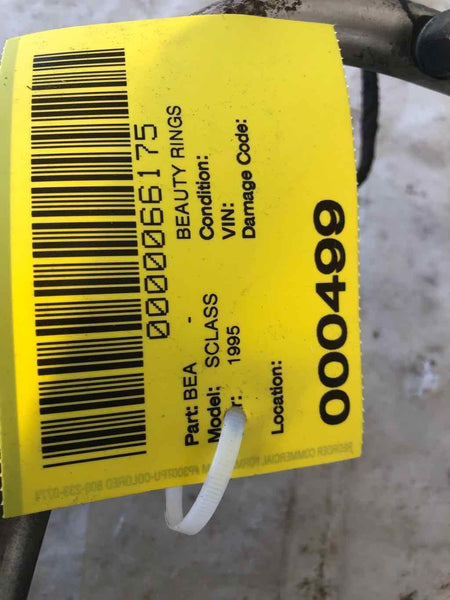 0000066175
Part: BEA - BEAUTY RINGS
Model: SCLASS Condition:
r: 1995 VIN:
Damage Code:
Location:
000499